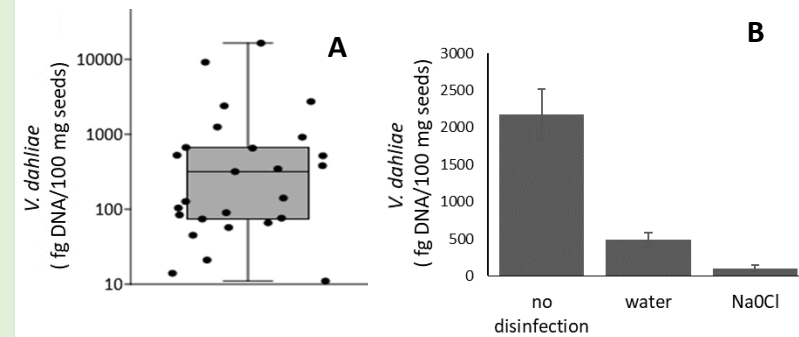 A
V. dahliae
( fg DNA/100 mg seeds)
10000
1000
100
10
B
V. dahliae
( fg DNA/100 mg seeds)
3000
2500
2000
1500
1000
500
0
no
disinfection
water
Na0Cl